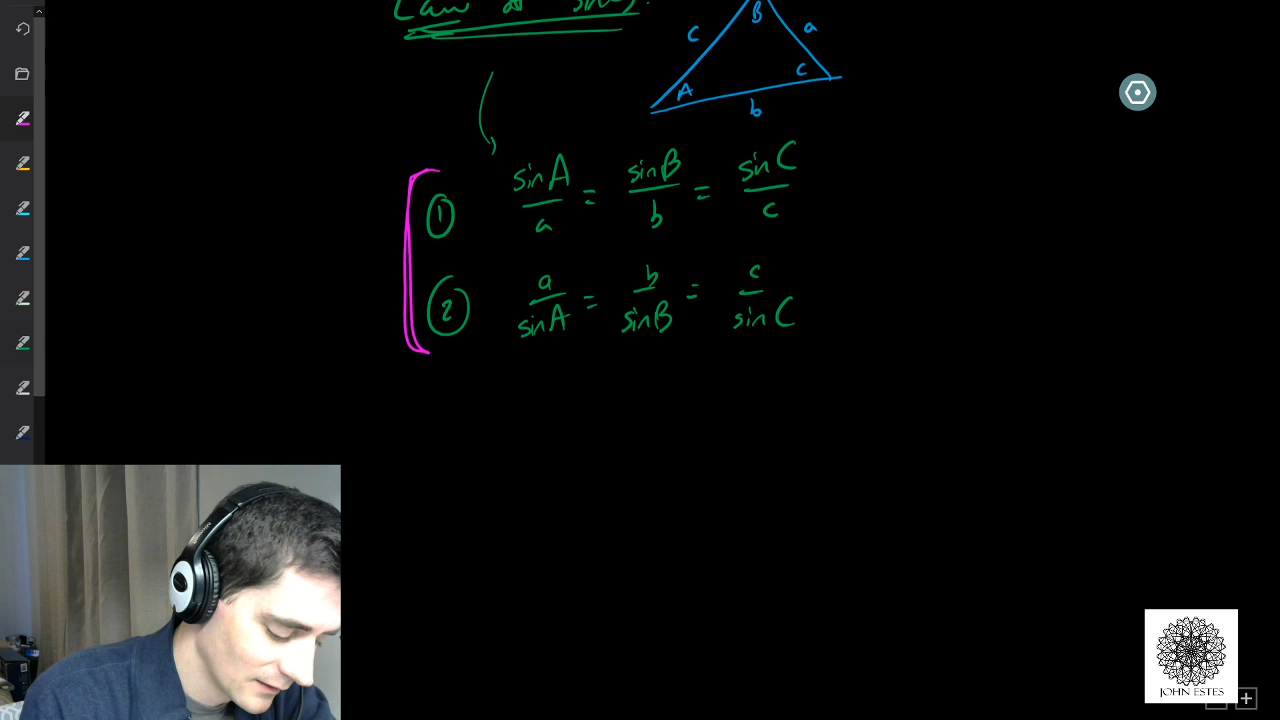 Law of Sines:
B
c a
A C
b
① sinA/a = sinB/b = sinC/c
② a/sinA = b/sinB = c/sinC
JOHN ESTES